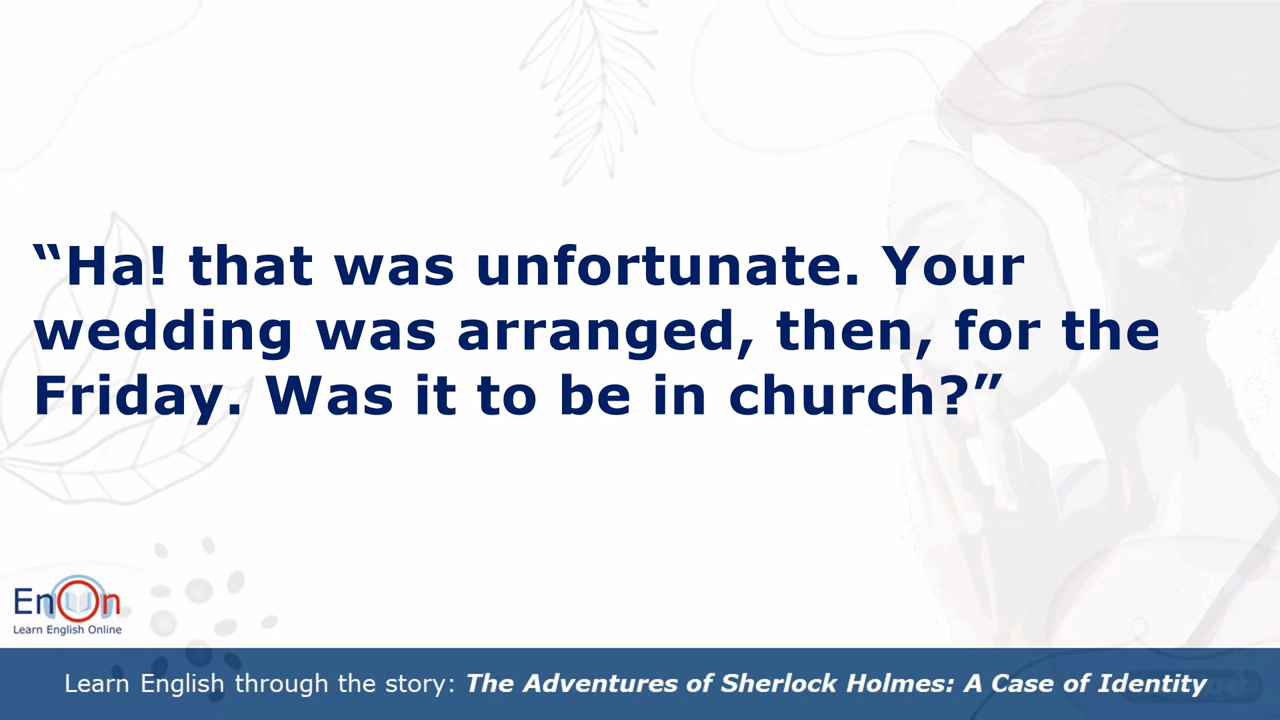 “Ha! that was unfortunate. Your
wedding was arranged, then, for the
Friday. Was it to be in church?”
EnOn
Learn English Online
Learn English through the story: The Adventures of Sherlock Holmes: A Case of Identity